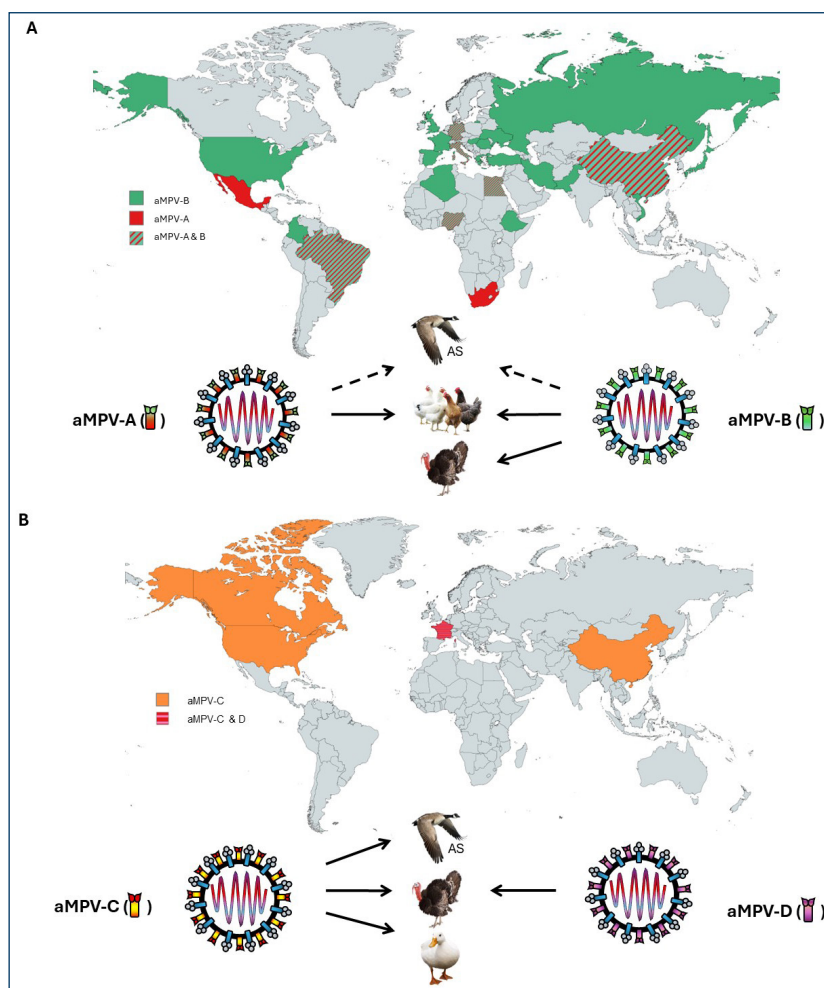 A
aMPV-B
aMPV-A
aMPV-A & B
AS
aMPV-A ( )
aMPV-B ( )
B
aMPV-C
aMPV-C & D
AS
aMPV-C ( )
aMPV-D ( )